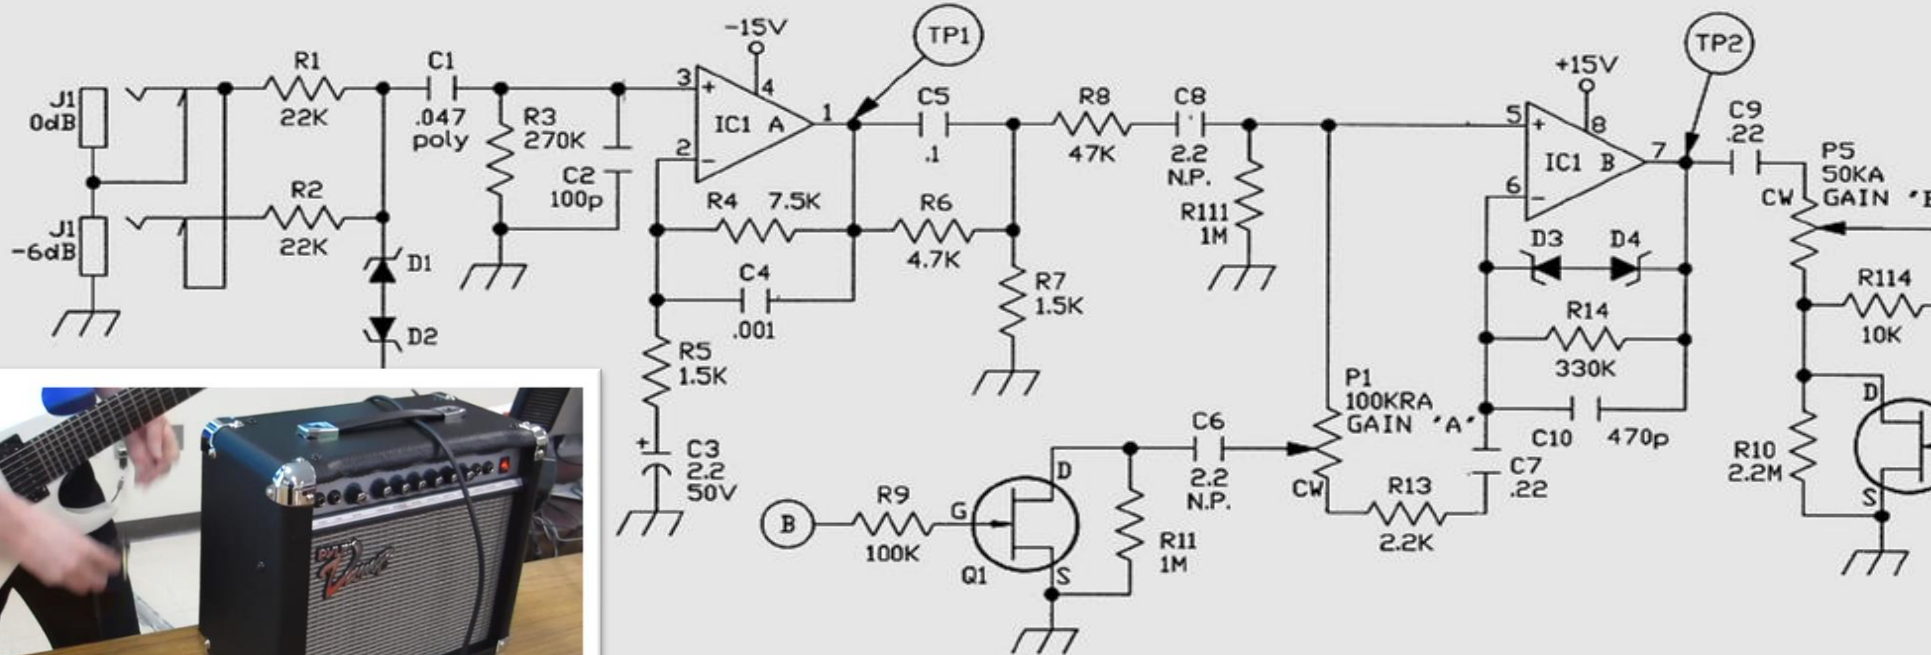 J1
0dB
J1
-6dB
R1
22K
R2
22K
D1
D2
C1
.047
poly
R3
270K
C2
100p
-15V
3
+
4
IC1 A
1
2
-
TP1
R4 7.5K
C4
.001
R5
1.5K
+
C3
2.2
50V
C5
.1
R6
4.7K
R7
1.5K
R8
47K
C8
2.2
N.P.
R111
1M
B
R9
100K
G
D
S
Q1
R11
1M
C6
2.2
N.P.
P1
100KRA
GAIN "A"
CW
R13
2.2K
C7
.22
+15V
5
+
8
IC1 B
7
6
-
TP2
D3
D4
R14
330K
C10
470p
C9
.22
P5
50KA
CW
GAIN "B
R114
10K
R10
2.2M
D
S